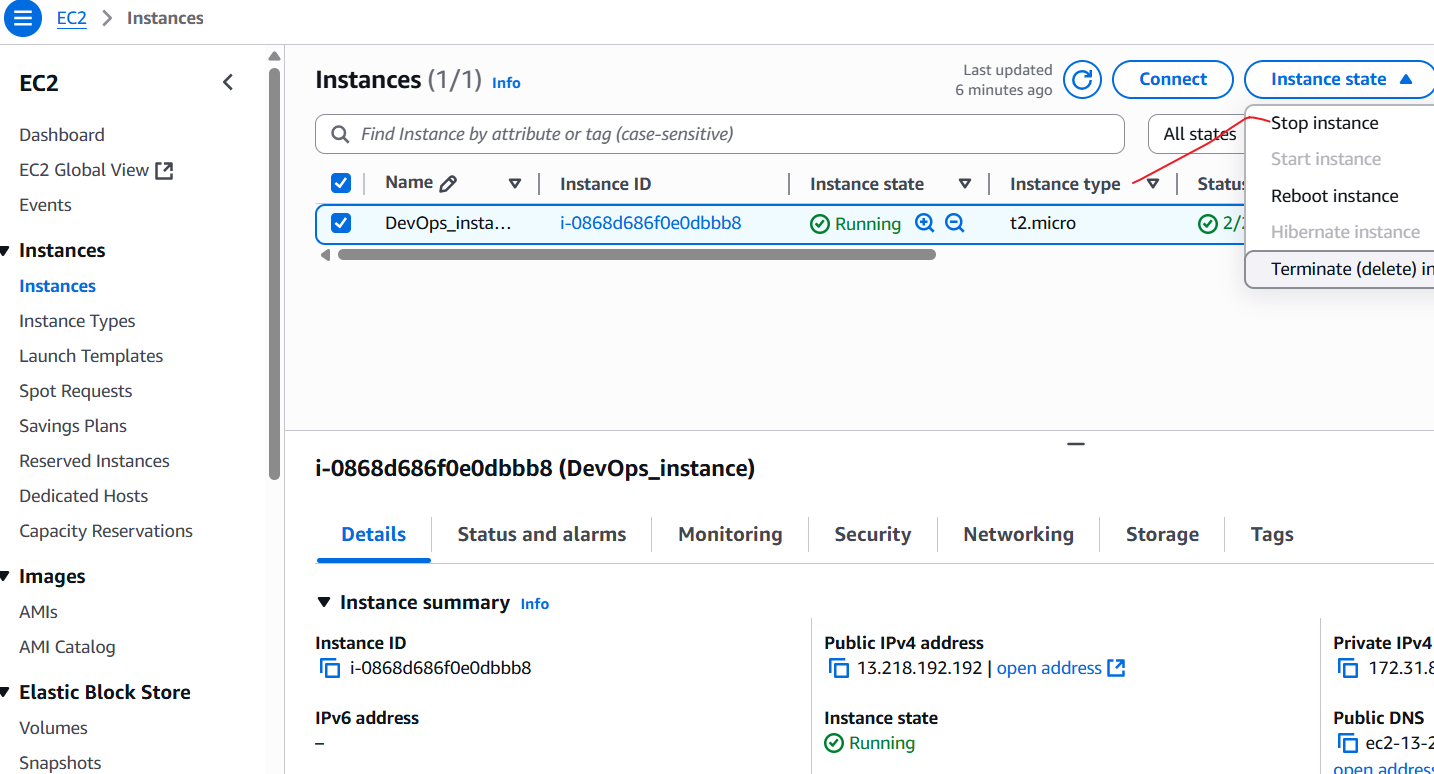 EC2 > Instances
EC2
Dashboard
EC2 Global View
Events
Instances
Instances
Instance Types
Launch Templates
Spot Requests
Savings Plans
Reserved Instances
Dedicated Hosts
Capacity Reservations
Images
AMIs
AMI Catalog
Elastic Block Store
Volumes
Snapshots
Instances (1/1) Info
Last updated
6 minutes ago
Connect
Instance state
Find Instance by attribute or tag (case-sensitive)
All states
Stop instance
Start instance
Reboot instance
Hibernate instance
Terminate (delete) in
Name
Instance ID
Instance state
Instance type
Status
DevOps_insta…
i-0868d686f0e0dbbb8
Running
t2.micro
2/2
i-0868d686f0e0dbbb8 (DevOps_instance)
Details
Status and alarms
Monitoring
Security
Networking
Storage
Tags
Instance summary Info
Instance ID
i-0868d686f0e0dbbb8
Public IPv4 address
13.218.192.192 | open address
Private IPv4
172.31.8
IPv6 address
–
Instance state
Running
Public DNS
ec2-13-2
open address